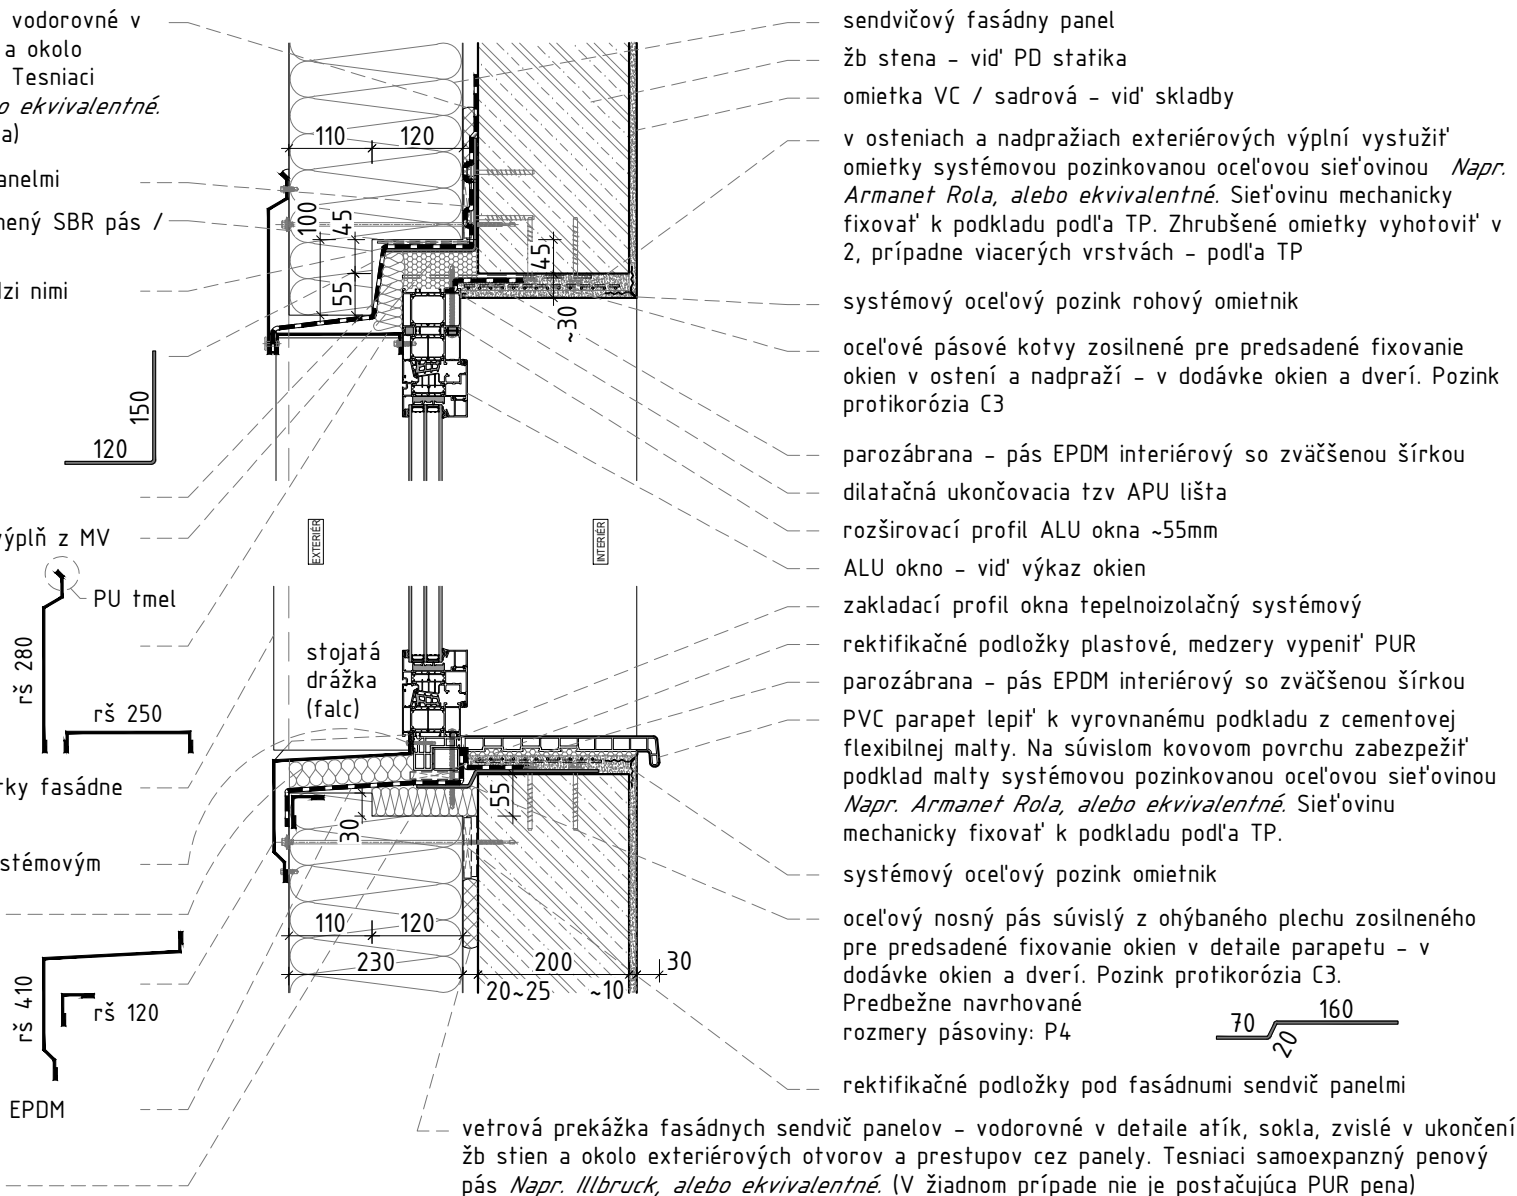 vodorovné v
a okolo
Tesniaci
o ekvivalentné.
a)
anelmi
nený SBR pás /
dzi nimi
150
120
výplň z MV
PU tmel
rš 280
rš 250
tky fasádne
stémovým
rš 410
rš 120
EPDM
110
120
100
45
55
45
~30
EXTERIÉR
INTERIÉR
stojatá
drážka
(falc)
55
30
110
120
230
200
30
20~25
~10
sendvičový fasádny panel
žb stena – viď PD statika
omietka VC / sadrová – viď skladby
v osteniach a nadpražiach exteriérových výplní vystužiť
omietky systémovou pozinkovanou oceľovou sieťovinou Napr.
Armanet Rola, alebo ekvivalentné. Sieťovinu mechanicky
fixovať k podkladu podľa TP. Zhrubšené omietky vyhotoviť v
2, prípadne viacerých vrstvách – podľa TP
systémový oceľový pozink rohový omietnik
oceľové pásové kotvy zosilnené pre predsadené fixovanie
okien v ostení a nadpraží – v dodávke okien a dverí. Pozink
protikorózia C3
parozábrana – pás EPDM interiérový so zväčšenou šírkou
dilatačná ukončovacia tzv APU lišta
rozširovací profil ALU okna ~55mm
ALU okno – viď výkaz okien
zakladací profil okna tepelnoizolačný systémový
rektifikačné podložky plastové, medzery vypeniť PUR
parozábrana – pás EPDM interiérový so zväčšenou šírkou
PVC parapet lepiť k vyrovnanému podkladu z cementovej
flexibilnej malty. Na súvislom kovovom povrchu zabezpežiť
podklad malty systémovou pozinkovanou oceľovou sieťovinou
Napr. Armanet Rola, alebo ekvivalentné. Sieťovinu
mechanicky fixovať k podkladu podľa TP.
systémový oceľový pozink omietnik
oceľový nosný pás súvislý z ohýbaného plechu zosilneného
pre predsadené fixovanie okien v detaile parapetu – v
dodávke okien a dverí. Pozink protikorózia C3.
Predbežne navrhované
rozmery pásoviny: P4
70
20
160
rektifikačné podložky pod fasádnumi sendvič panelmi
vetrová prekážka fasádnych sendvič panelov – vodorovné v detaile atík, sokla, zvislé v ukončení
žb stien a okolo exteriérových otvorov a prestupov cez panely. Tesniaci samoexpanzný penový
pás Napr. Illbruck, alebo ekvivalentné. (V žiadnom prípade nie je postačujúca PUR pena)